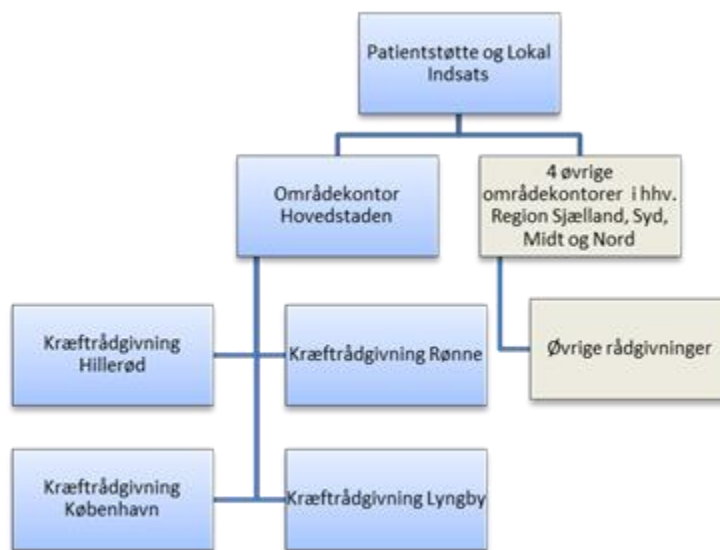 Patientstøtte og Lokal
Indsats
Områdekontor
Hovedstaden
4 øvrige
områdekontorer i hhv.
Region Sjælland, Syd,
Midt og Nord
Kræftrådgivning
Hillerød
Kræftrådgivning Rønne
Øvrige rådgivninger
Kræftrådgivning
København
Kræftrådgivning Lyngby